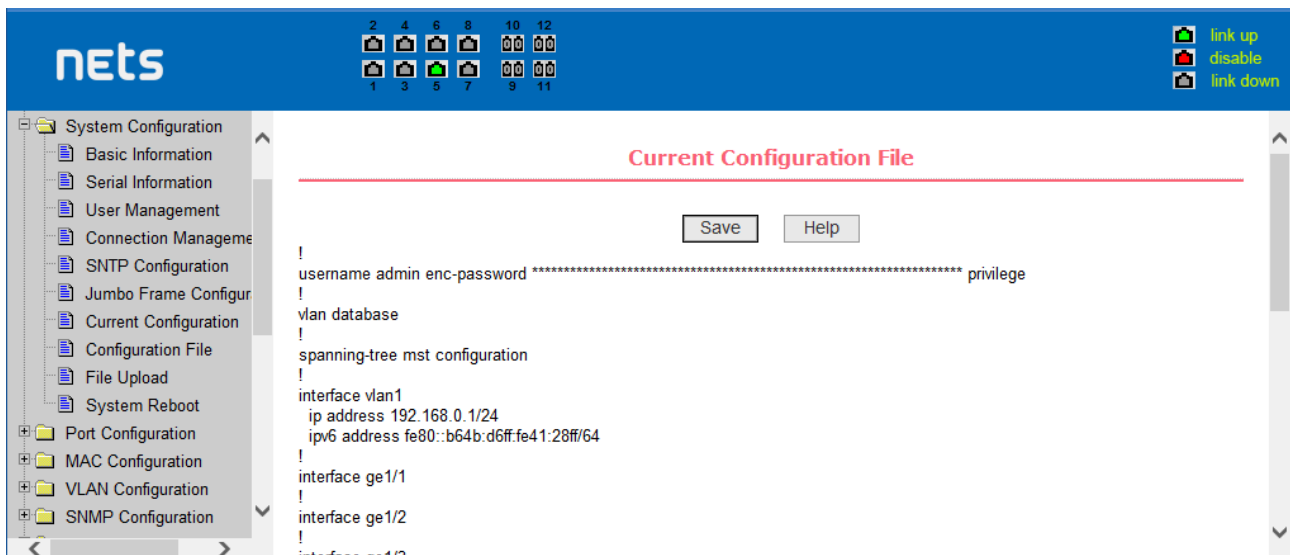 nets
2 4 6 8 10 12
1 3 5 7 9 11
link up
disable
link down
System Configuration
Basic Information
Serial Information
User Management
Connection Manageme
SNTP Configuration
Jumbo Frame Configur
Current Configuration
Configuration File
File Upload
System Reboot
Port Configuration
MAC Configuration
VLAN Configuration
SNMP Configuration
Current Configuration File
Save Help
!
username admin enc-password ******************************************************************** privilege
!
vlan database
!
spanning-tree mst configuration
!
interface vlan1
ip address 192.168.0.1/24
ipv6 address fe80::b64b:d6ff:fe41:28ff/64
!
interface ge1/1
!
interface ge1/2
!
interface ge1/3